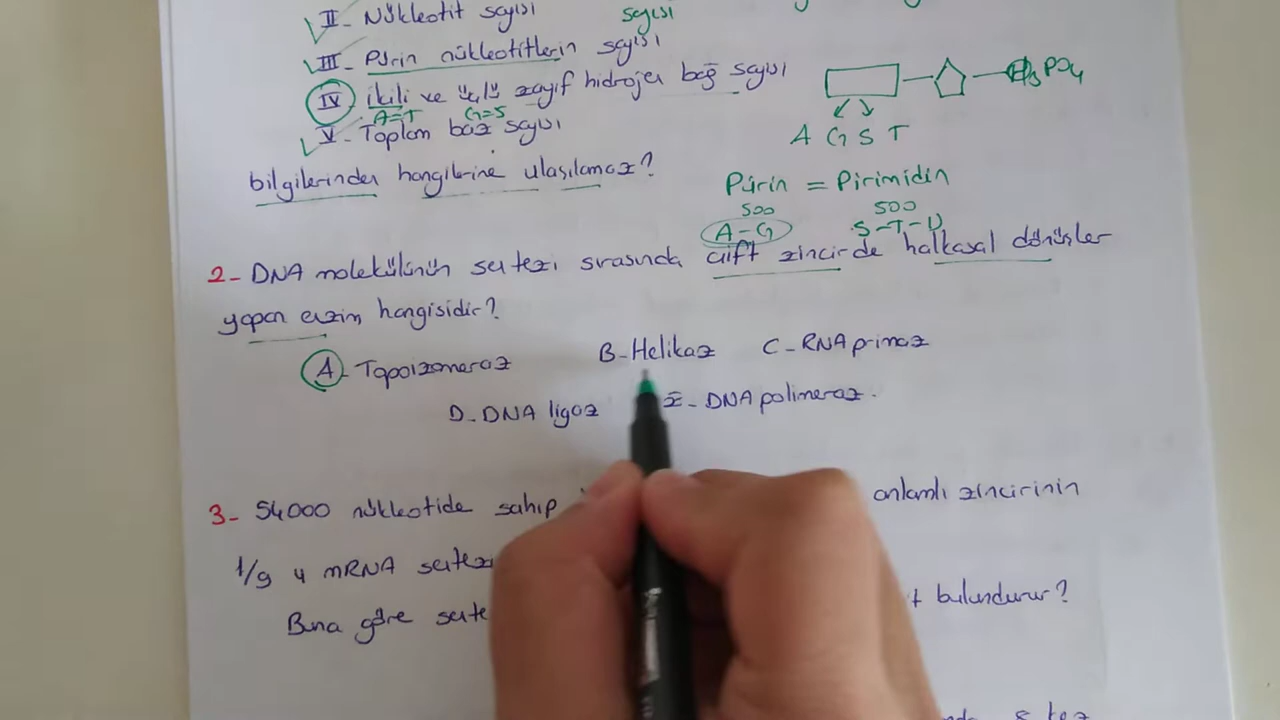 II- Nükleotit sayısı
sayısı
III- Pürin nükleotitlerin sayısı
IV ikili ve üçlü zayıf hidrojen bağ sayısı
A=T G≡S
H3PO4
V- Toplam baz sayısı
A G S T
bilgilerinden hangilerine ulaşılamaz?
Pürin = Pirimidin
500 500
A-G S-T-U
2- DNA molekülünün sentezi sırasında çift zincirde halkasal dönüşler
yapan enzim hangisidir?
A- Topoizomeraz B- Helikaz C- RNA primaz
D- DNA ligaz E- DNA polimeraz.
3- 54000 nükleotide sahip anlamlı zincirinin
1/9 u mRNA sentezi
Buna göre sente t bulundurur?